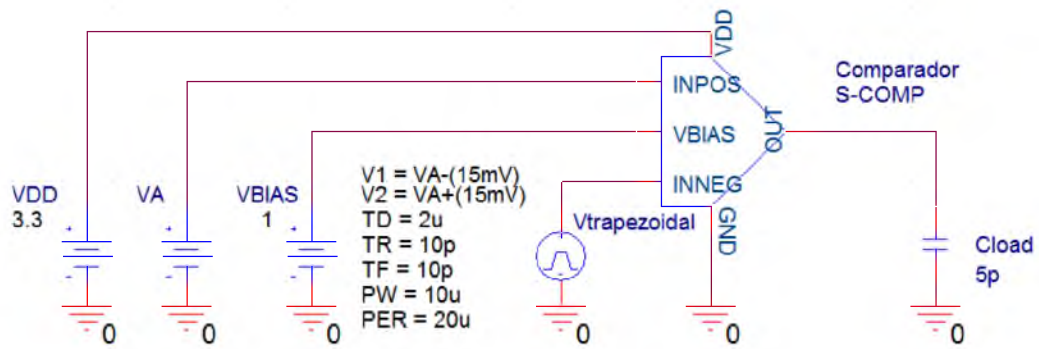 VDD
INPOS
VBIAS
INNEG
GND
OUT
Comparador
S-COMP
VDD
3.3
VA
VBIAS
1
V1 = VA-(15mV)
V2 = VA+(15mV)
TD = 2u
TR = 10p
TF = 10p
PW = 10u
PER = 20u
Vtrapezoidal
Cload
5p
+
-
+
-
+
-
0
0
0
0
0
0